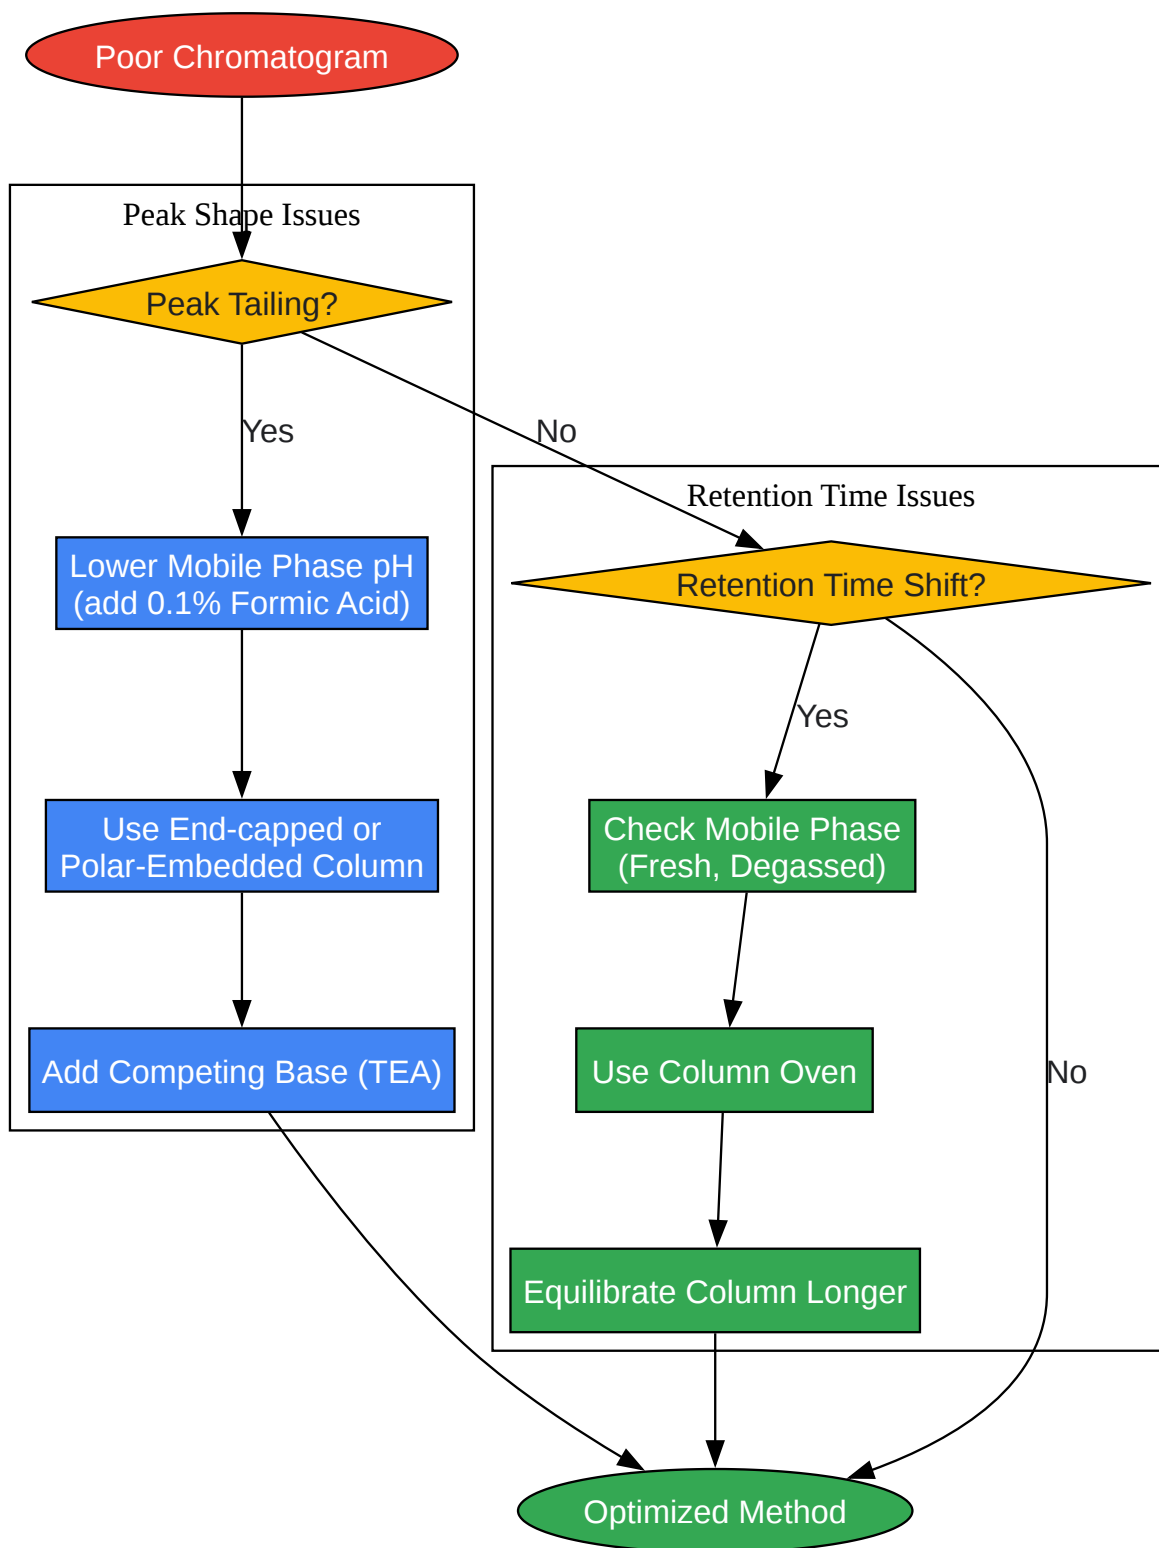 Poor Chromatogram
Peak Shape Issues
Peak Tailing?
Yes
No
Lower Mobile Phase pH
(add 0.1% Formic Acid)
Use End-capped or
Polar-Embedded Column
Add Competing Base (TEA)
Retention Time Issues
Retention Time Shift?
Yes
No
Check Mobile Phase
(Fresh, Degassed)
Use Column Oven
Equilibrate Column Longer
Optimized Method